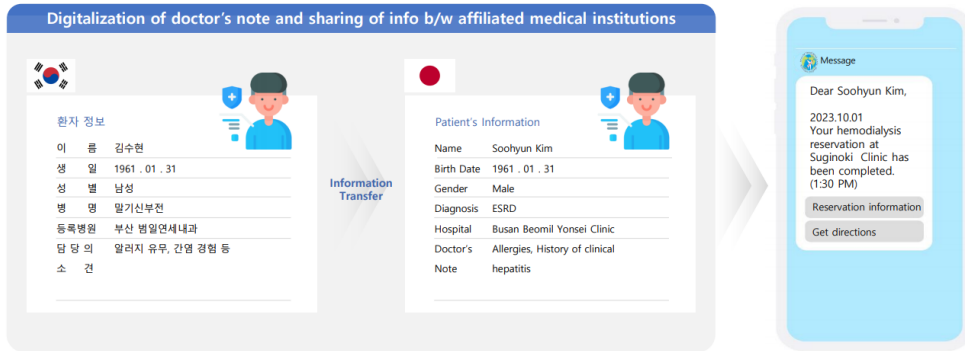 Digitalization of doctor's note and sharing of info b/w affiliated medical institutions
환자 정보
이 름 김수현
생 일 1961 . 01 . 31
성 별 남성
병 명 말기신부전
등록병원 부산 범일연세내과
담 당 의 알러지 유무, 간염 경험 등
소 견
Information
Transfer
Patient's Information
Name Soohyun Kim
Birth Date 1961 . 01 . 31
Gender Male
Diagnosis ESRD
Hospital Busan Beomil Yonsei Clinic
Doctor's Allergies, History of clinical
Note hepatitis
Message
Dear Soohyun Kim,
2023.10.01
Your hemodialysis
reservation at
Suginoki Clinic has
been completed.
(1:30 PM)
Reservation information
Get directions